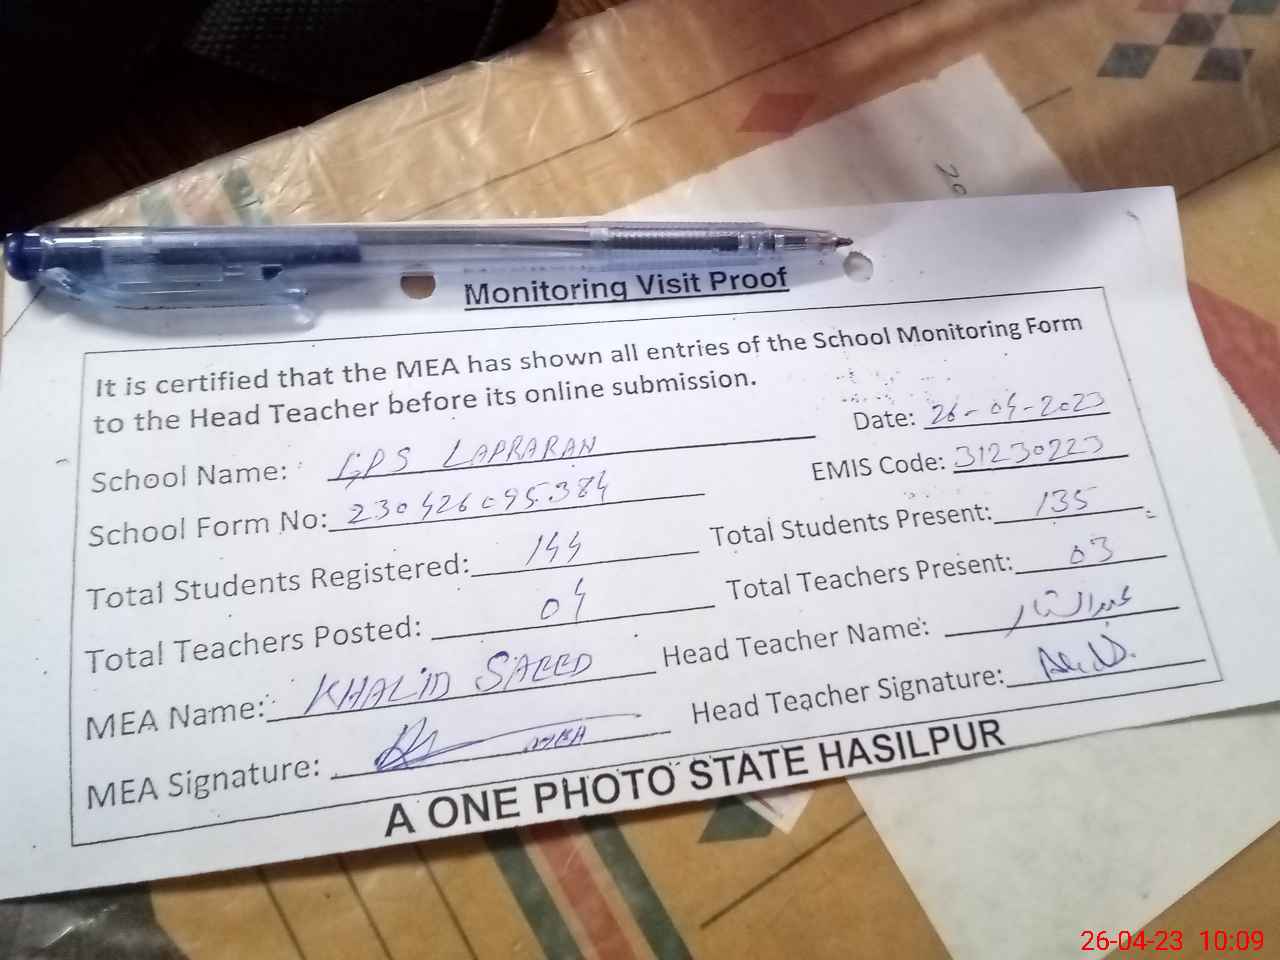 Monitoring Visit Proof
It is certified that the MEA has shown all entries of the School Monitoring Form
to the Head Teacher before its online submission.
Date: 26-04-2023
School Name: GPS LAPRARAN
EMIS Code: 31230223
School Form No: 230426095384
Total Students Registered: 144
Total Students Present: 135
Total Teachers Posted: 04
Total Teachers Present: 03
MEA Name: KHALID SAEED
Head Teacher Name: عبدالستار
MEA Signature: MEA
Head Teacher Signature:
A ONE PHOTO STATE HASILPUR
26-04-23 10:09